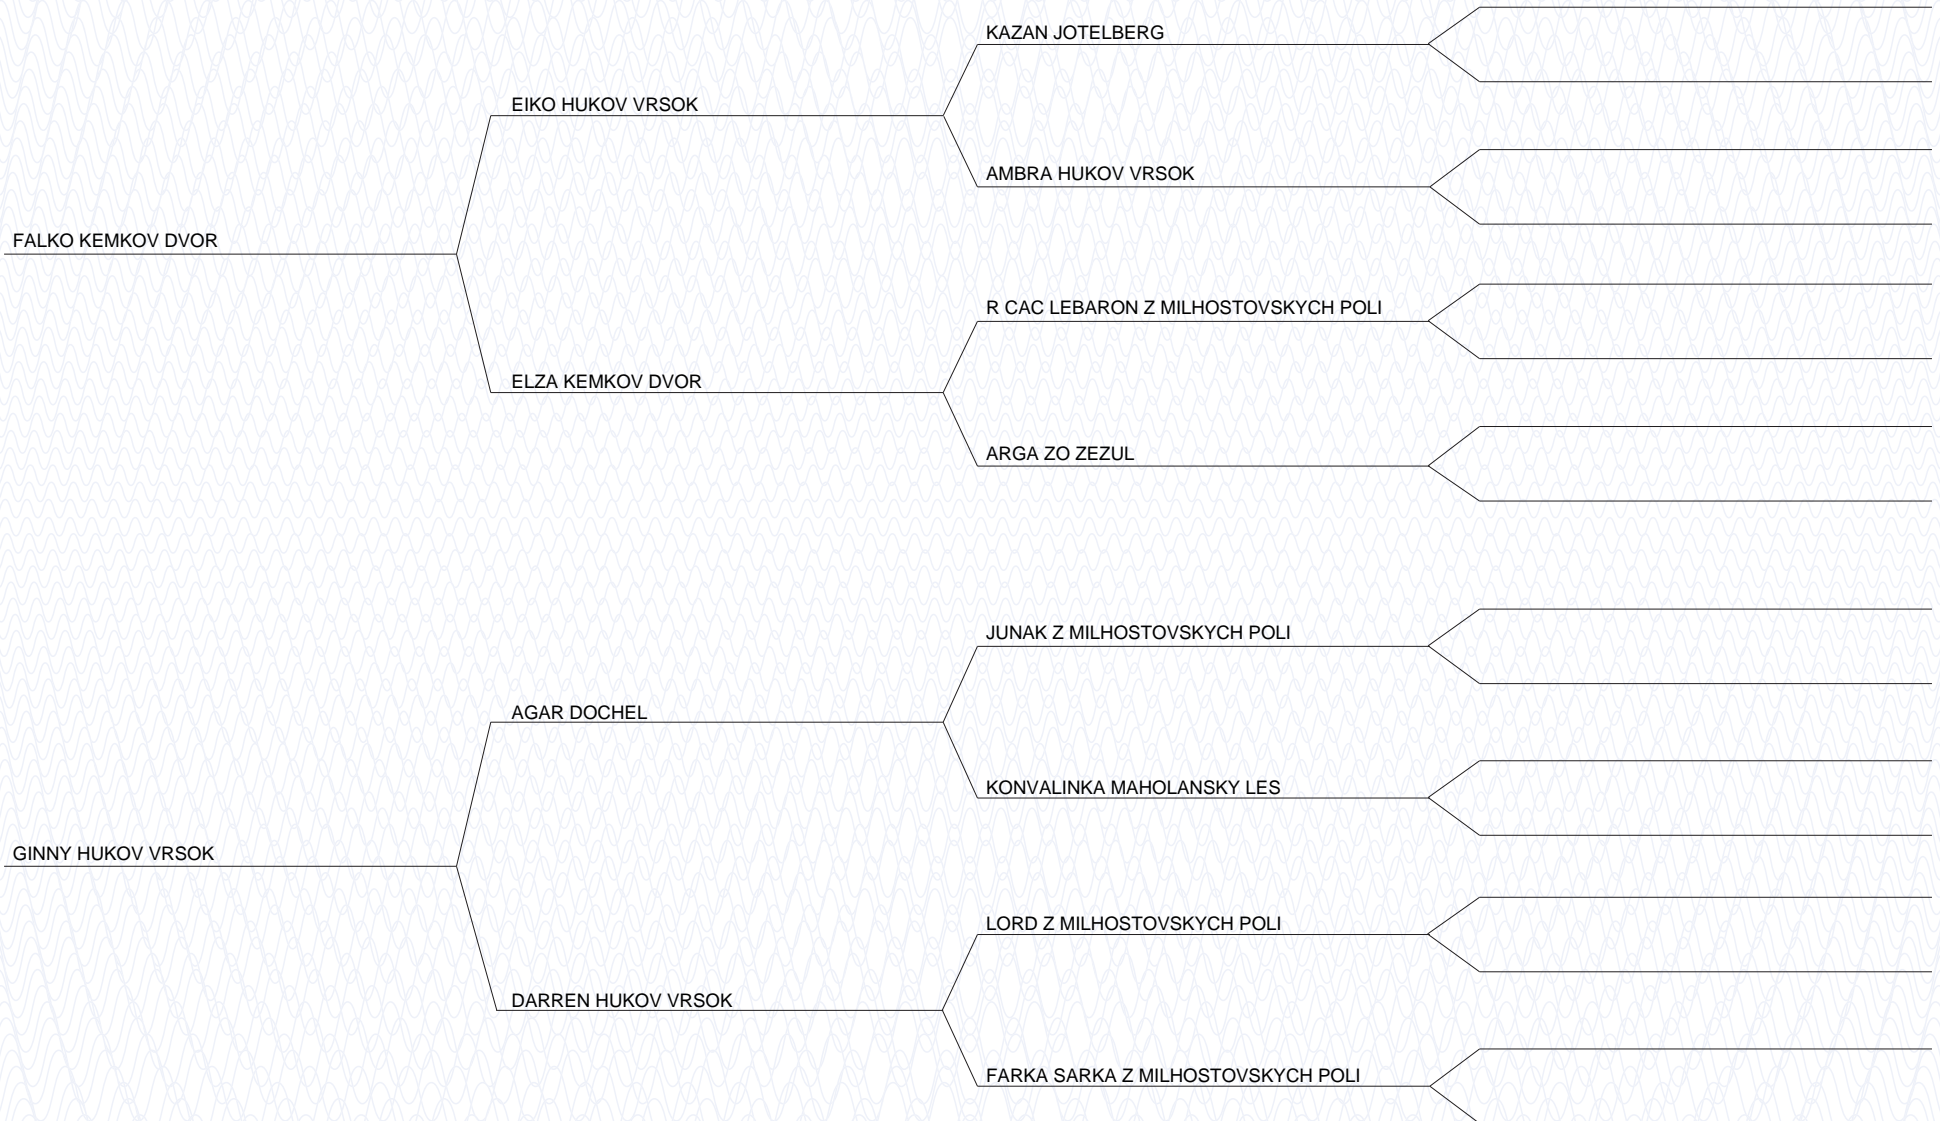 KAZAN JOTELBERG
EIKO HUKOV VRSOK
AMBRA HUKOV VRSOK
FALKO KEMKOV DVOR
R CAC LEBARON Z MILHOSTOVSKYCH POLI
ELZA KEMKOV DVOR
ARGA ZO ZEZUL
JUNAK Z MILHOSTOVSKYCH POLI
AGAR DOCHEL
KONVALINKA MAHOLANSKY LES
GINNY HUKOV VRSOK
LORD Z MILHOSTOVSKYCH POLI
DARREN HUKOV VRSOK
FARKA SARKA Z MILHOSTOVSKYCH POLI